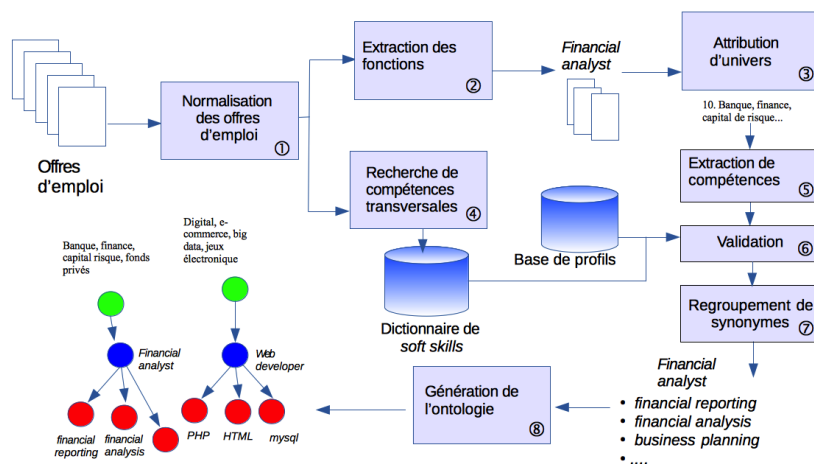 Offres
d'emploi
Normalisation
des offres
d'emploi
①
Extraction des
fonctions
②
Financial
analyst
Attribution
d'univers
③
10. Banque, finance,
capital de risque...
Recherche de
compétences
transversales
④
Extraction de
compétences
⑤
Base de profils
Validation
⑥
Dictionnaire de
soft skills
Regroupement de
synonymes
⑦
Financial
analyst
• financial reporting
• financial analysis
• business planning
• ....
Génération de
l'ontologie
⑧
Banque, finance,
capital risque, fonds
privés
Digital, e-
commerce, big
data, jeux
électronique
Financial
analyst
Web
developer
financial
reporting
financial
analysis
PHP
HTML
mysql